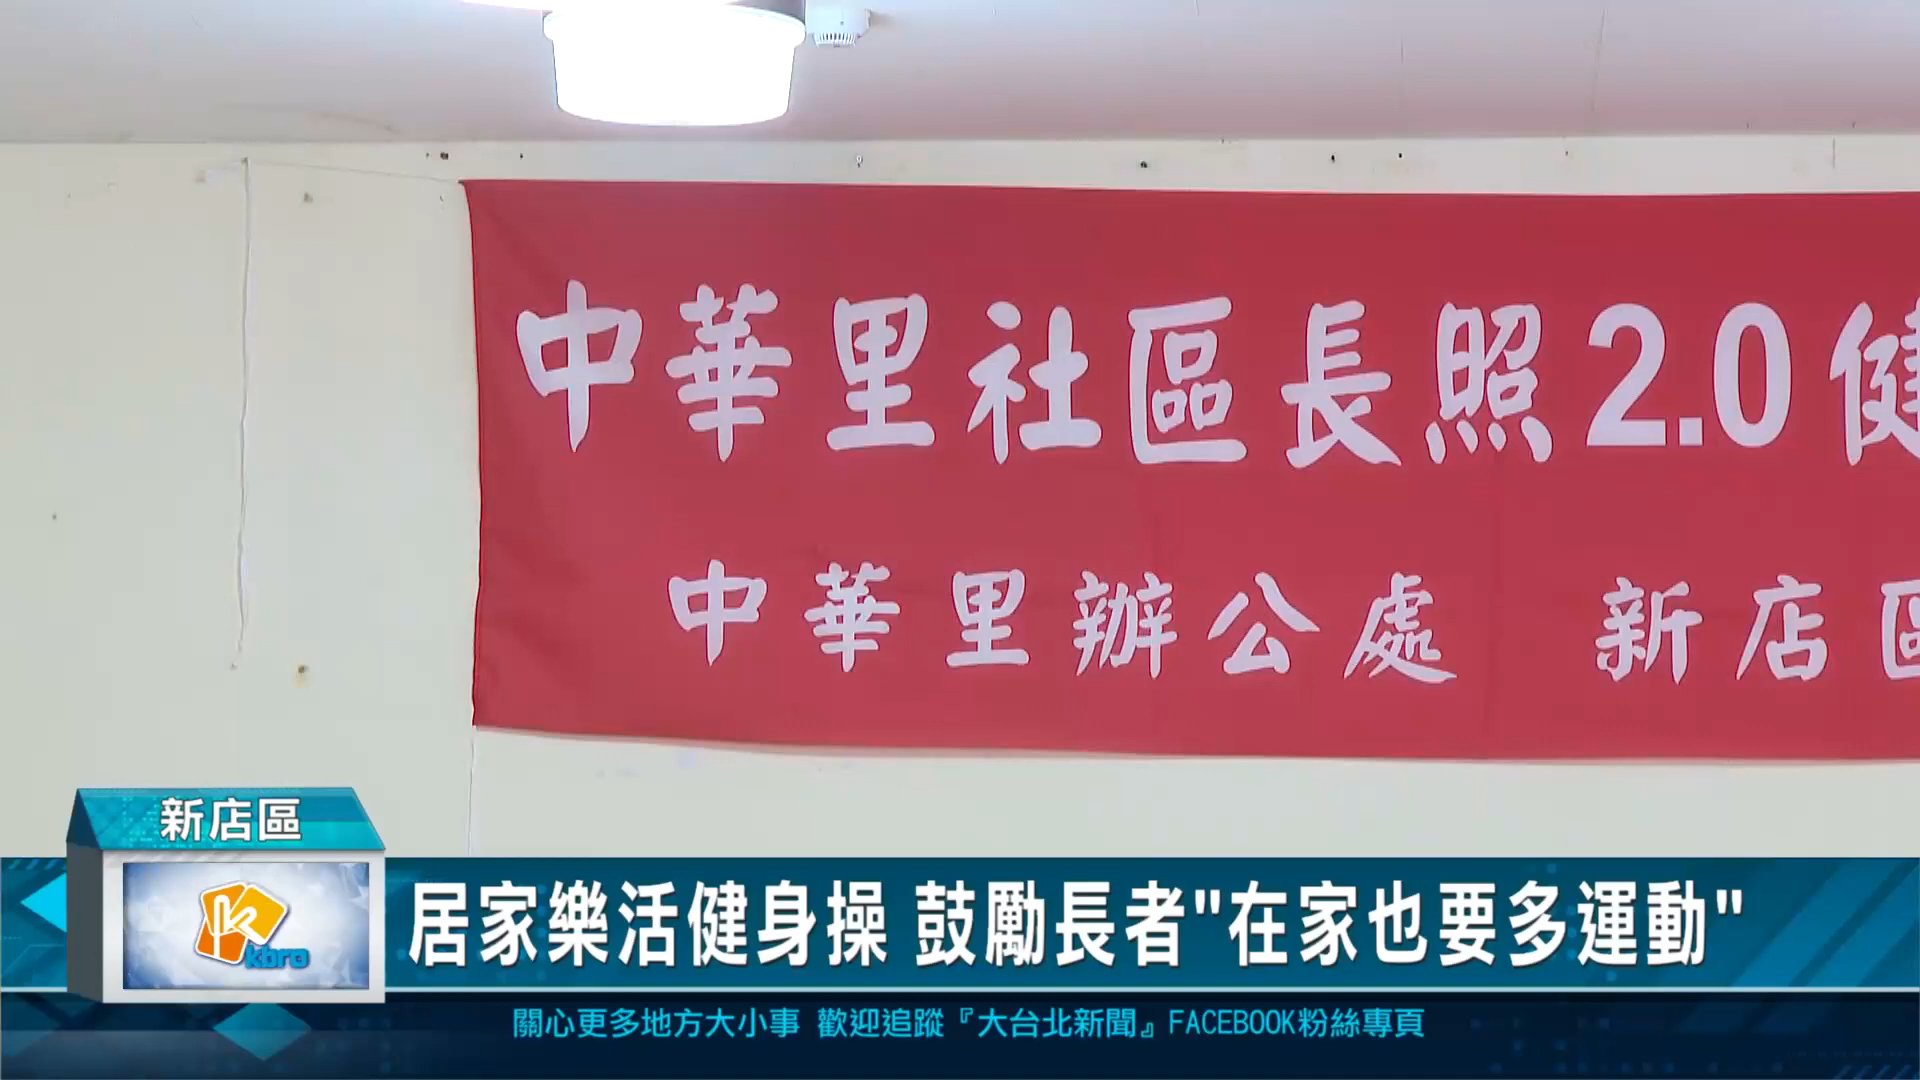 中華里社區長照2.0健
中華里辦公處 新店區
新店區
kbro
居家樂活健身操 鼓勵長者"在家也要多運動"
關心更多地方大小事 歡迎追蹤『大台北新聞』FACEBOOK粉絲專頁